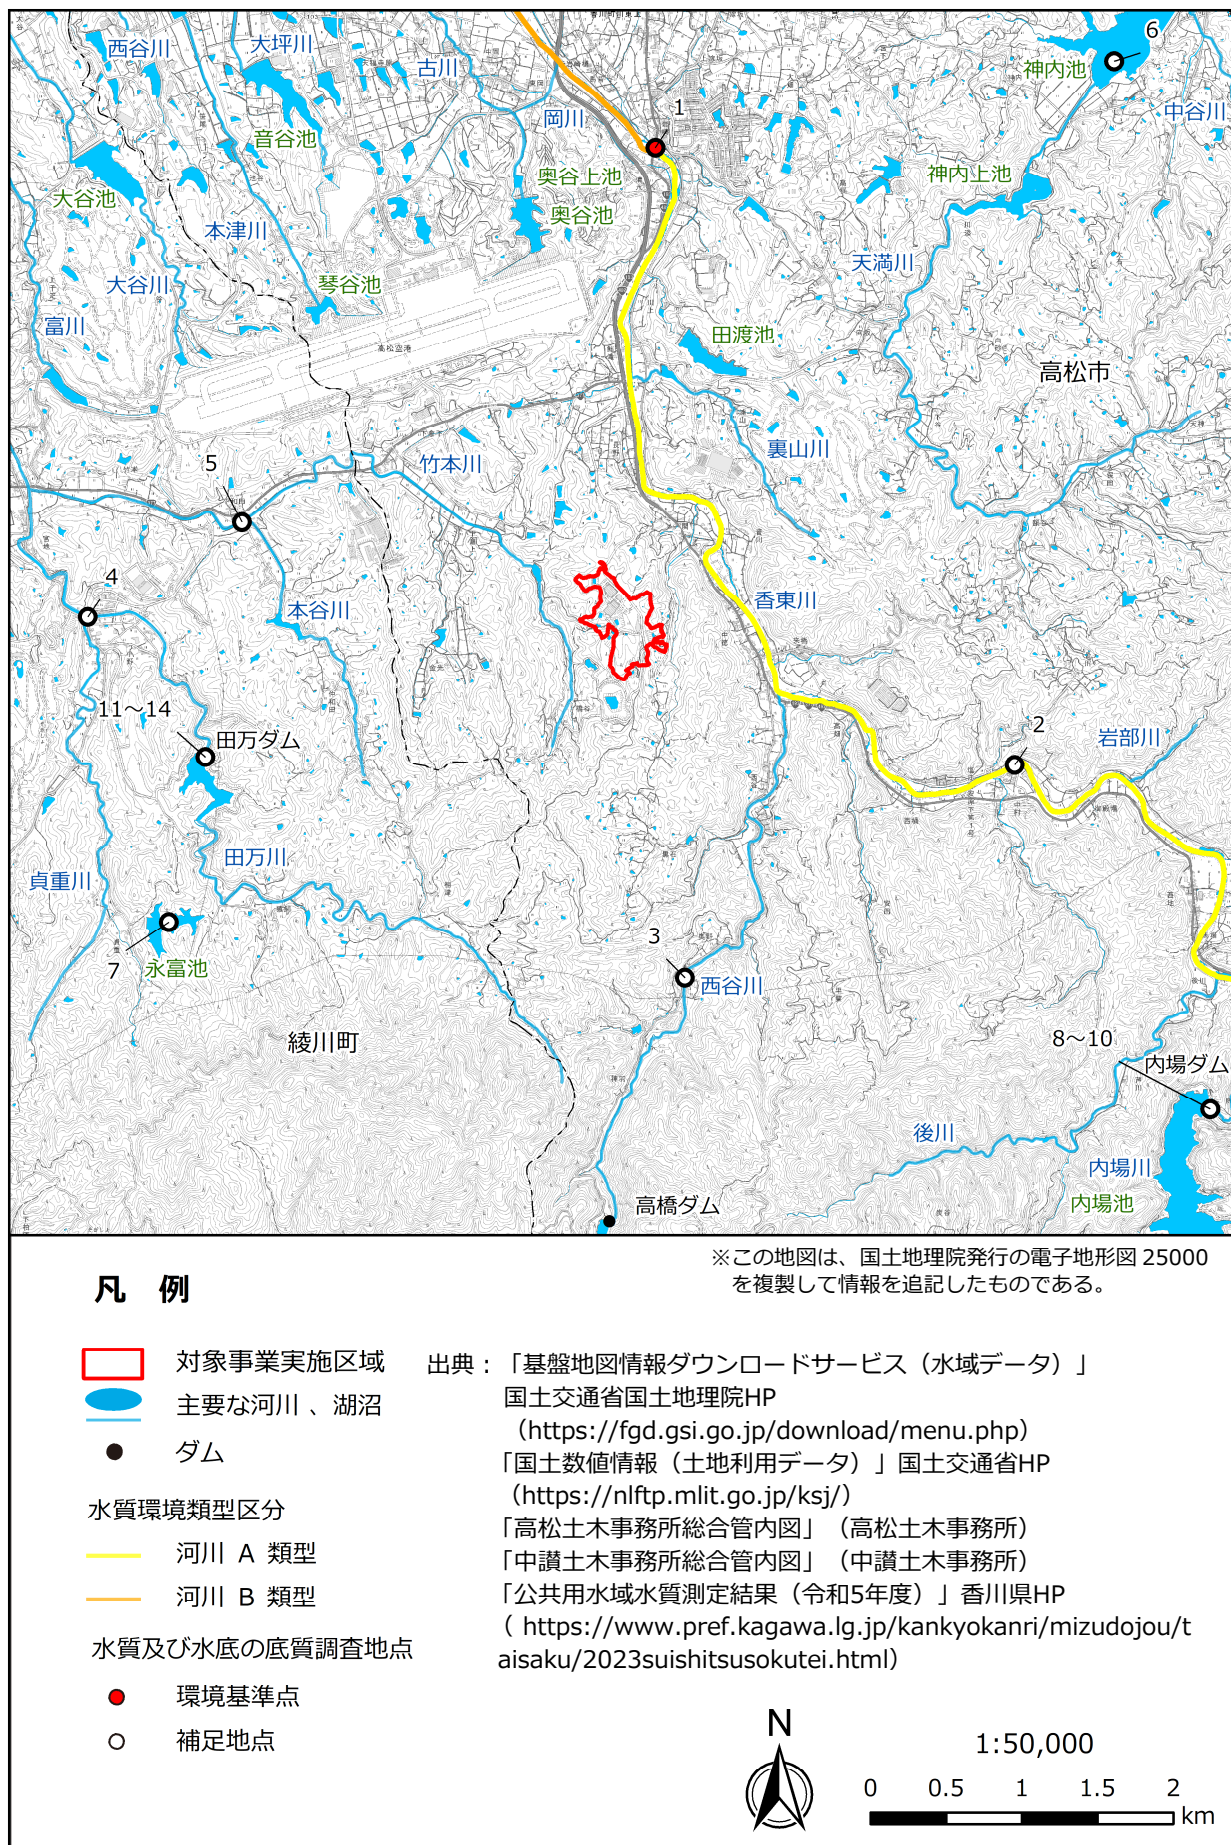 西谷川
大坪川
古川
6
神内池
中谷川
岡川
1
音谷池
奥谷上池
神内上池
大谷池
奥谷池
本津川
天満川
大谷川
琴谷池
富川
田渡池
高松空港
高松市
裏山川
5
竹本川
4
本谷川
香東川
11～14
田万ダム
2
岩部川
田万川
貞重川
3
7
永富池
西谷川
綾川町
8～10
内場ダム
後川
内場川
内場池
高橋ダム
※この地図は、国土地理院発行の電子地形図 25000
を複製して情報を追記したものである。
凡 例
対象事業実施区域
主要な河川 、湖沼
ダム
水質環境類型区分
河川 A 類型
河川 B 類型
水質及び水底の底質調査地点
環境基準点
補足地点
出典：「基盤地図情報ダウンロードサービス（水域データ）」
国土交通省国土地理院HP
（https://fgd.gsi.go.jp/download/menu.php）
「国土数値情報（土地利用データ）」国土交通省HP
（https://nlftp.mlit.go.jp/ksj/）
「高松土木事務所総合管内図」（高松土木事務所）
「中讃土木事務所総合管内図」（中讃土木事務所）
「公共用水域水質測定結果（令和5年度）」香川県HP
（ https://www.pref.kagawa.lg.jp/kankyokanri/mizudojou/t
aisaku/2023suishitsusokutei.html）
N
1:50,000
0 0.5 1 1.5 2
km